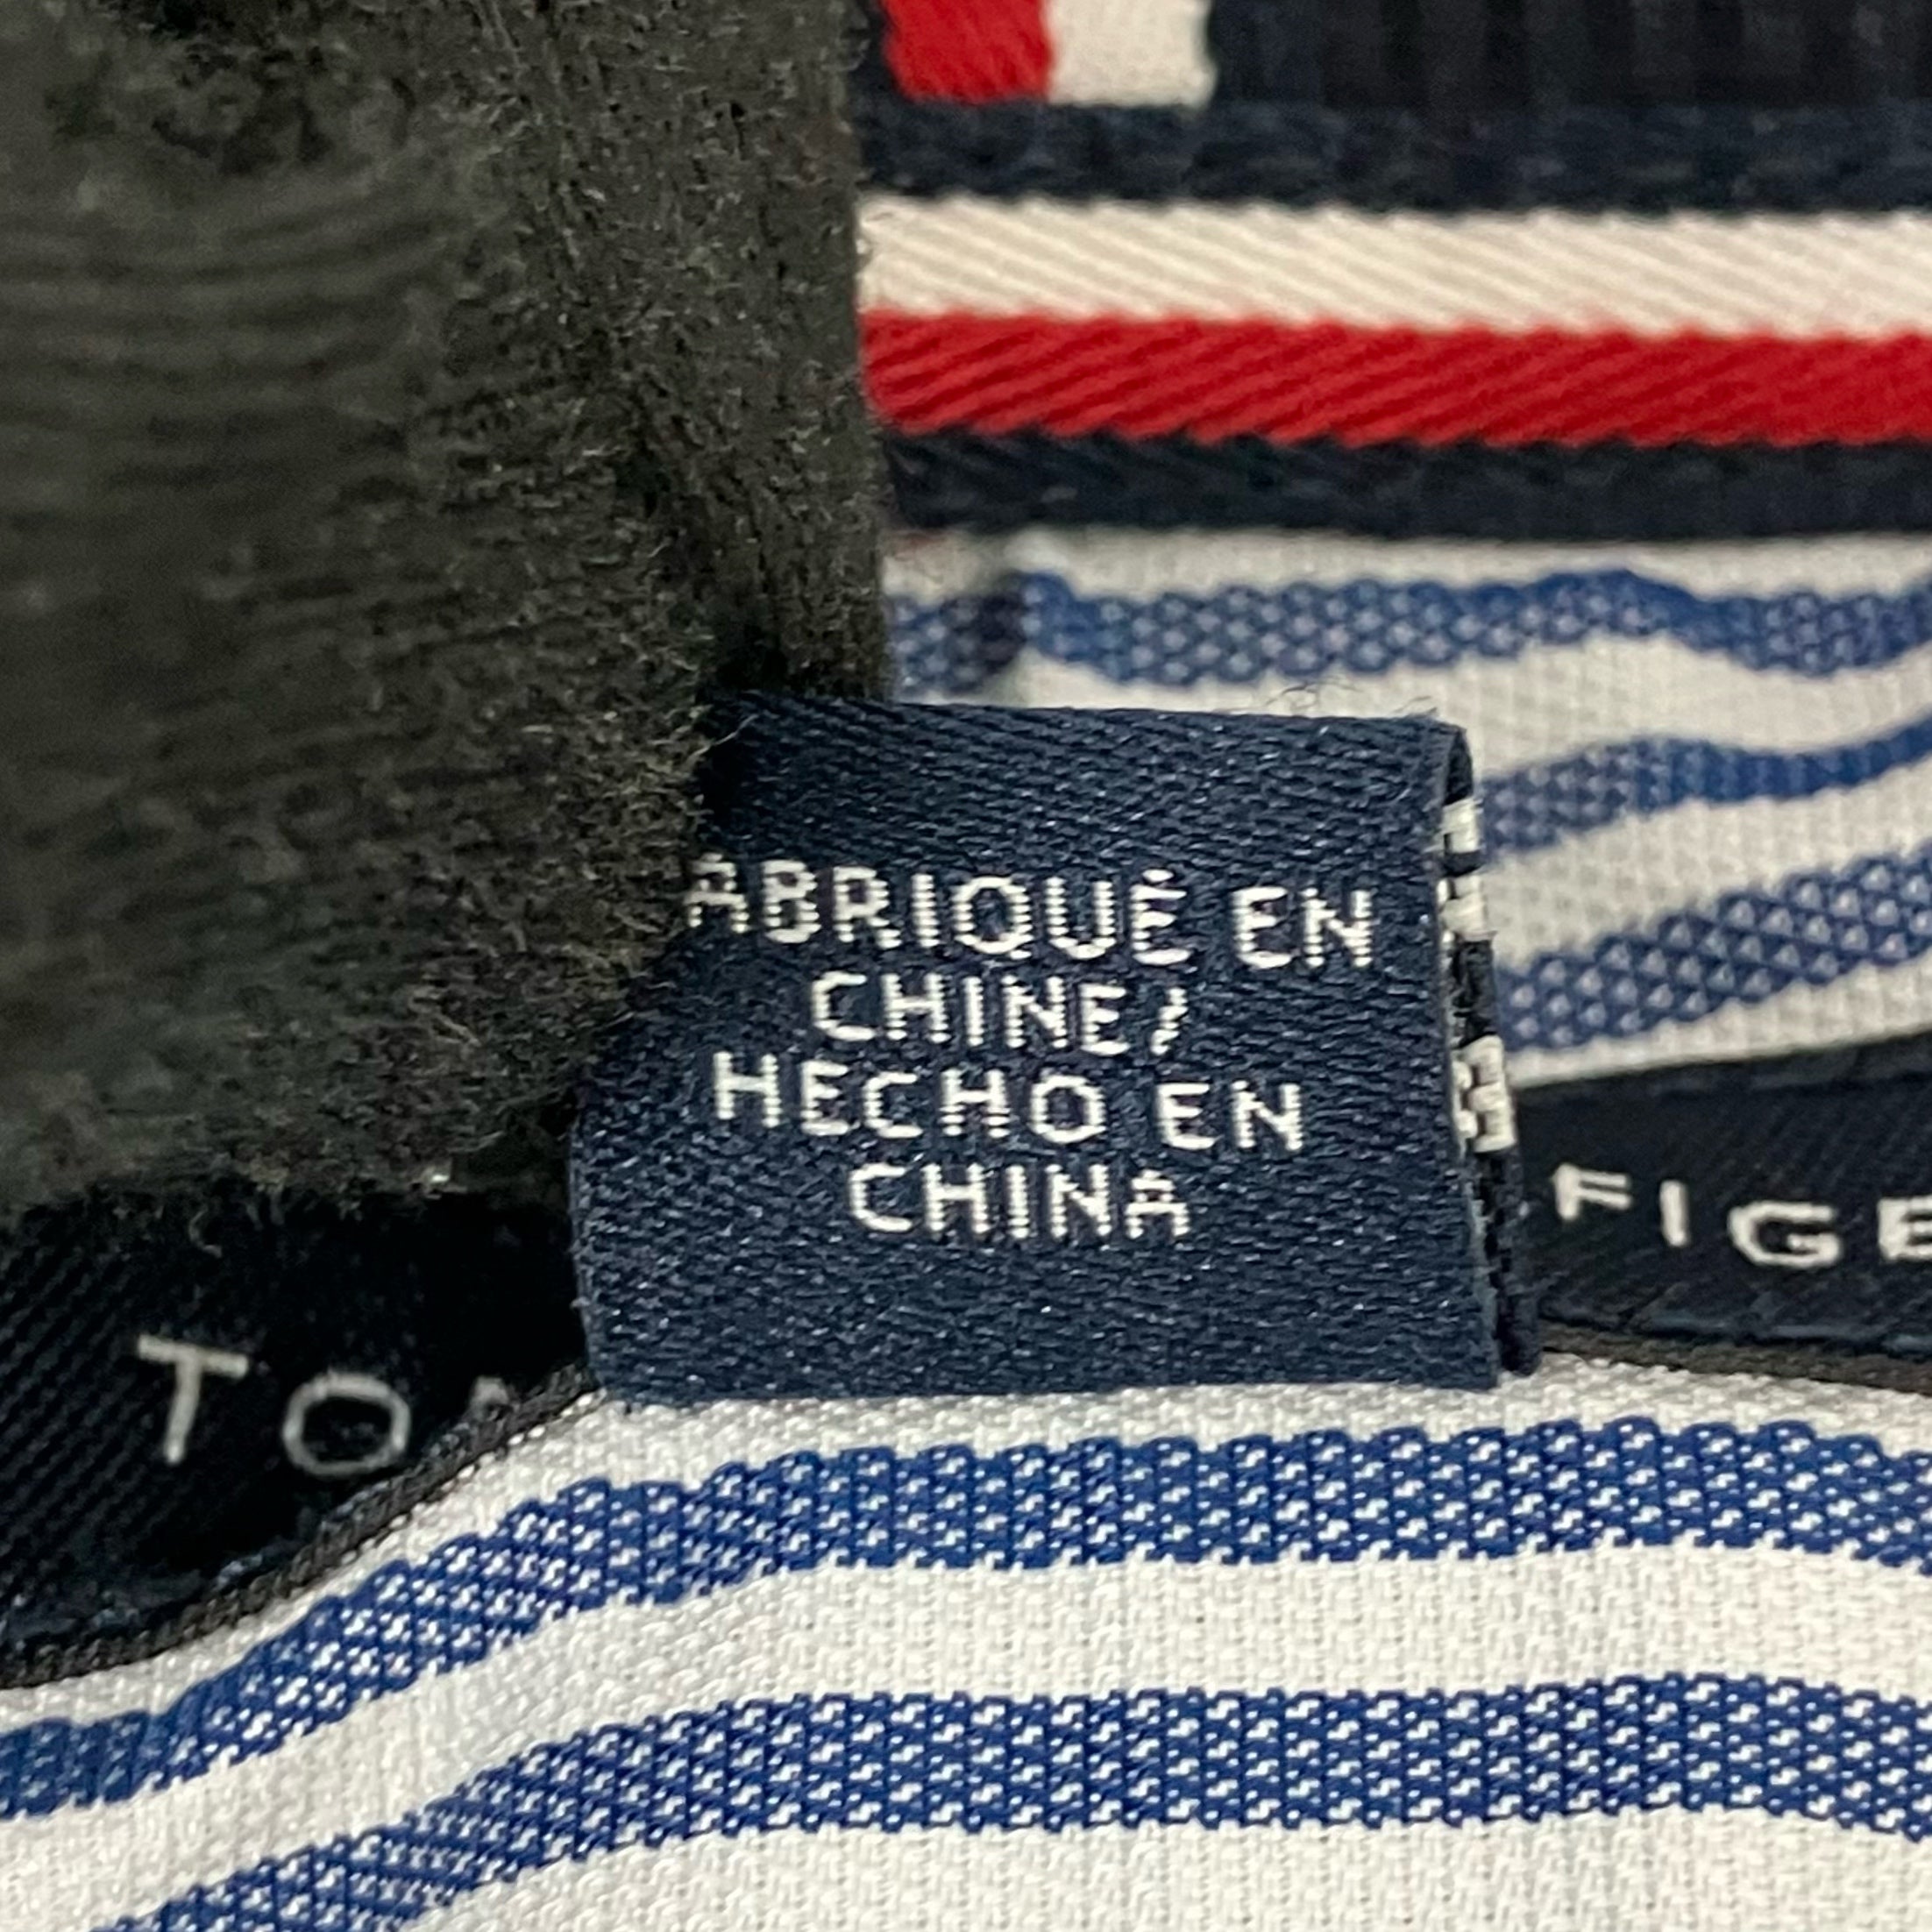 ABRIQUÉ EN
CHINE/
HECHO EN
CHINA
FIGE
TO